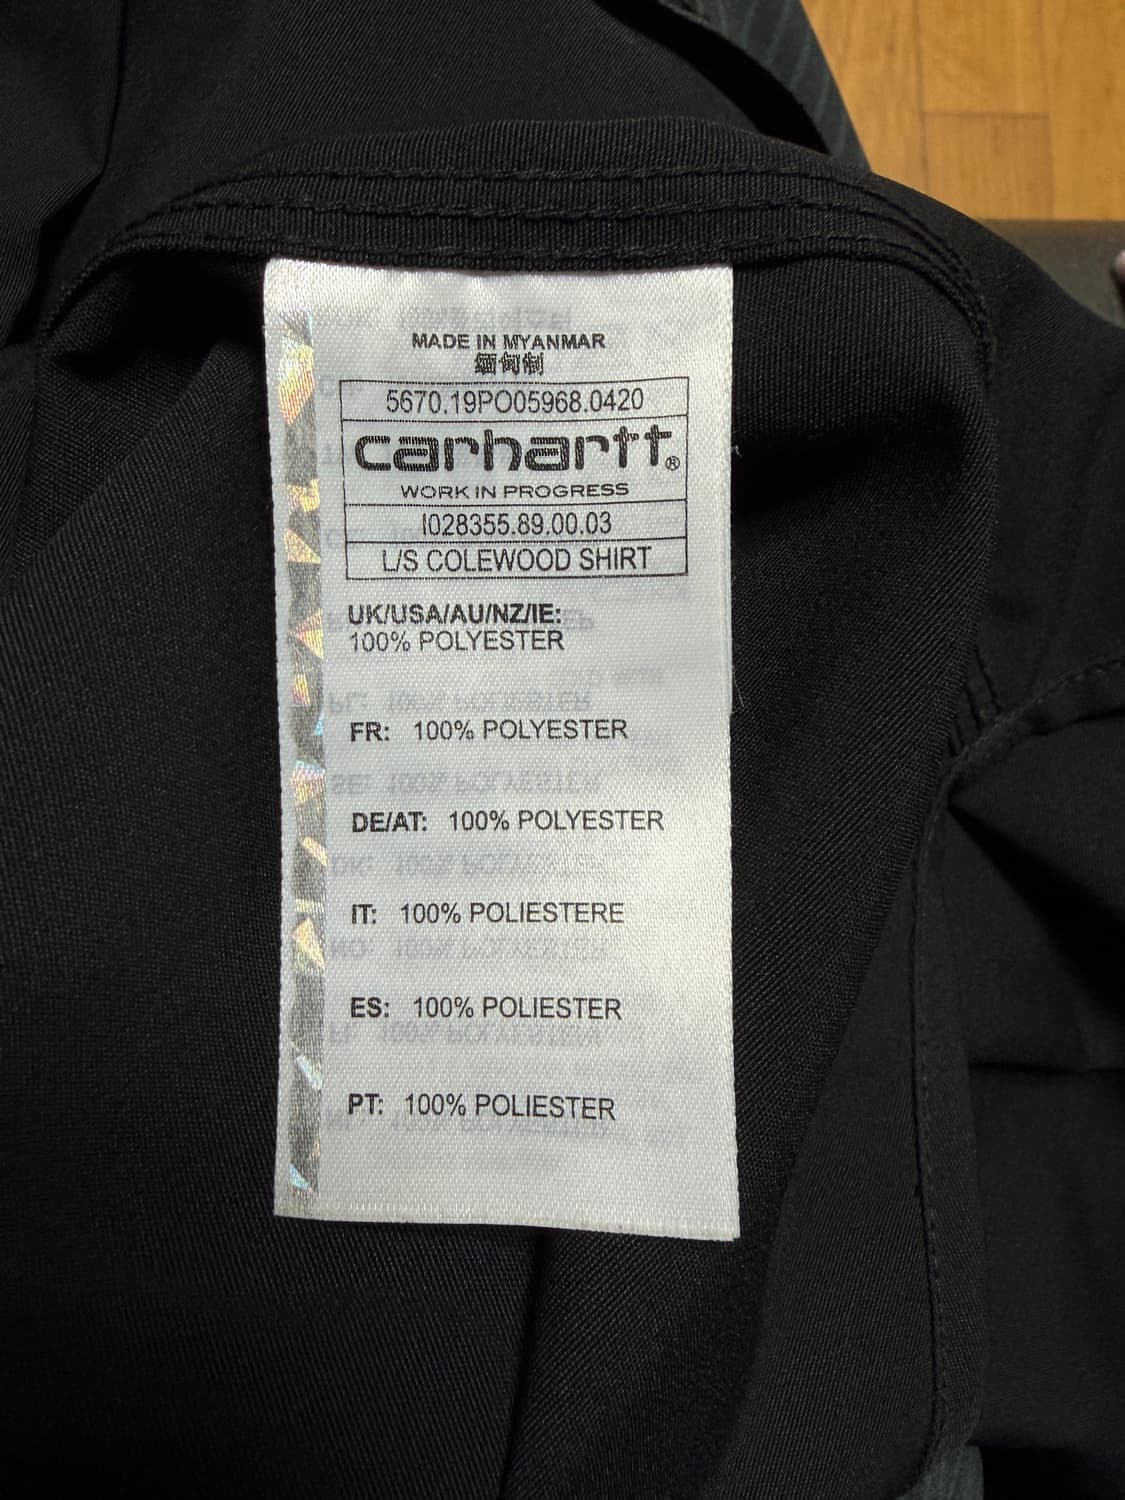 MADE IN MYANMAR
缅甸制
5670.19PO05968.0420
carhartt®
WORK IN PROGRESS
I028355.89.00.03
L/S COLEWOOD SHIRT
UK/USA/AU/NZ/IE:
100% POLYESTER
FR: 100% POLYESTER
DE/AT: 100% POLYESTER
IT: 100% POLIESTERE
ES: 100% POLIESTER
PT: 100% POLIESTER